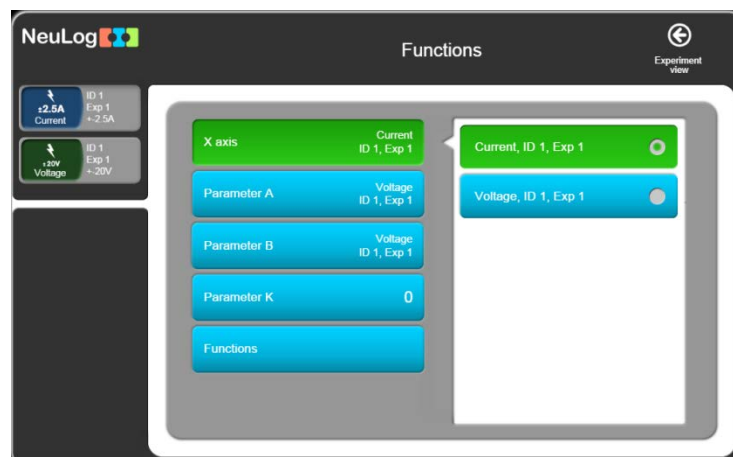 NeuLog
Functions
Experiment
view
±2.5A
Current
ID 1
Exp 1
+-2.5A
±20V
Voltage
ID 1
Exp 1
+-20V
X axis
Current
ID 1, Exp 1
Parameter A
Voltage
ID 1, Exp 1
Parameter B
Voltage
ID 1, Exp 1
Parameter K
0
Functions
Current, ID 1, Exp 1
Voltage, ID 1, Exp 1